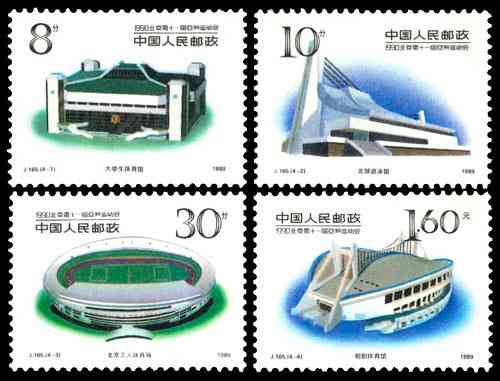 8分
1990北京第十一届亚洲运动会
中国人民邮政
J.165.(4-1)
大学生体育馆
1989
10分
中国人民邮政
1990北京第十一届亚洲运动会
J.165.(4-2)
北郊游泳馆
1989
30分
1990北京第十一届亚洲运动会
中国人民邮政
J.165.(4-3)
北京工人体育场
1989
1.60元
中国人民邮政
1990北京第十一届亚洲运动会
J.165.(4-4)
朝阳体育馆
1989